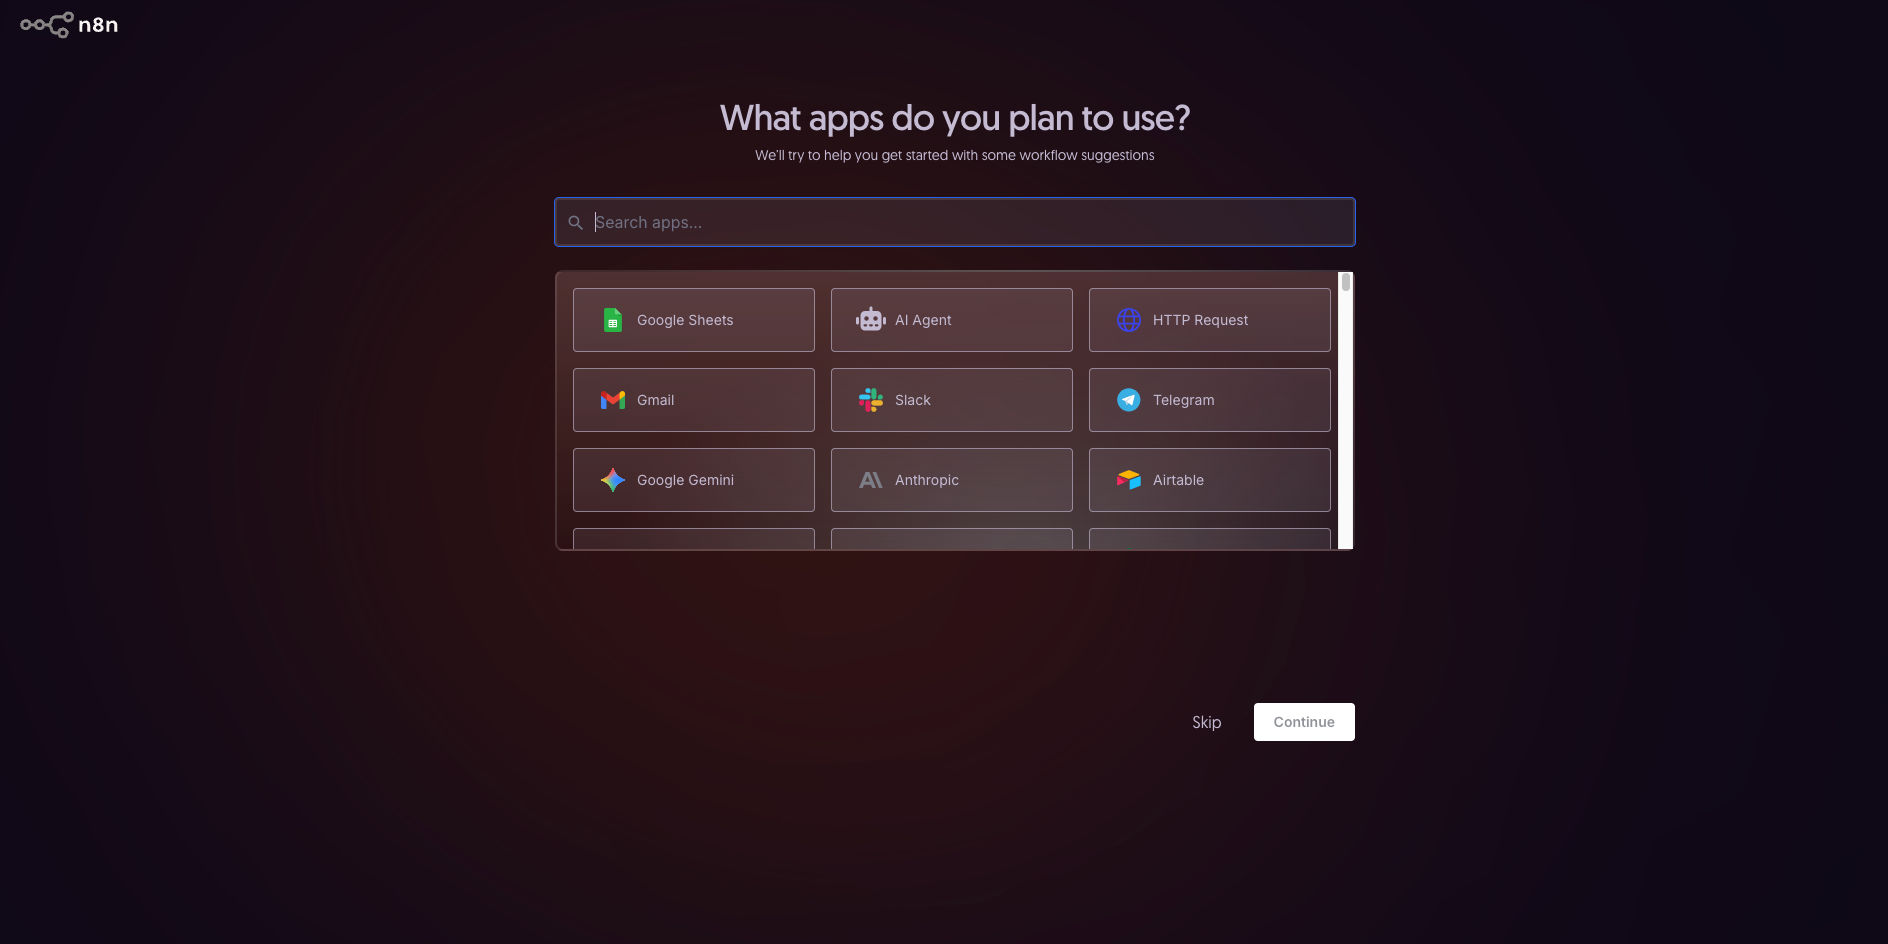 n8n
What apps do you plan to use?
We'll try to help you get started with some workflow suggestions
Search apps...
Google Sheets
AI Agent
HTTP Request
Gmail
Slack
Telegram
Google Gemini
Anthropic
Airtable
Skip
Continue